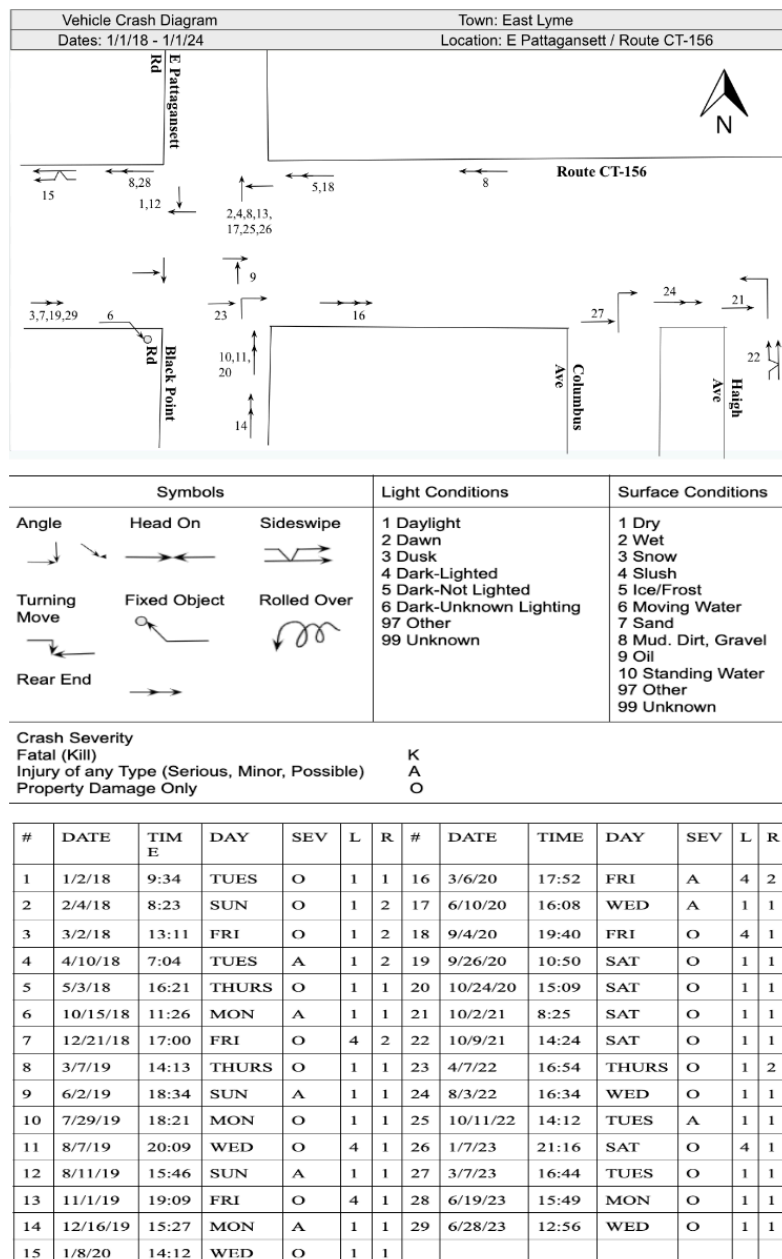 Vehicle Crash Diagram Town: East Lyme
Dates: 1/1/18 - 1/1/24 Location: E Pattagansett / Route CT-156
E Pattagansett
Rd
N
Route CT-156
15
8,28
1,12
2,4,8,13,
17,25,26
5,18
8
9
3,7,19,29
6
23
16
27
24
21
Rd
Black Point
10,11,
20
14
Columbus
Ave
Haigh
Ave
22
Symbols
Angle Head On Sideswipe
Turning
Move
Fixed Object Rolled Over
Rear End
Light Conditions
1 Daylight
2 Dawn
3 Dusk
4 Dark-Lighted
5 Dark-Not Lighted
6 Dark-Unknown Lighting
97 Other
99 Unknown
Surface Conditions
1 Dry
2 Wet
3 Snow
4 Slush
5 Ice/Frost
6 Moving Water
7 Sand
8 Mud. Dirt, Gravel
9 Oil
10 Standing Water
97 Other
99 Unknown
Crash Severity
Fatal (Kill) K
Injury of any Type (Serious, Minor, Possible) A
Property Damage Only O
# DATE TIM E DAY SEV L R # DATE TIME DAY SEV L R
1 1/2/18 9:34 TUES O 1 1 16 3/6/20 17:52 FRI A 4 2
2 2/4/18 8:23 SUN O 1 2 17 6/10/20 16:08 WED A 1 1
3 3/2/18 13:11 FRI O 1 2 18 9/4/20 19:40 FRI O 4 1
4 4/10/18 7:04 TUES A 1 2 19 9/26/20 10:50 SAT O 1 1
5 5/3/18 16:21 THURS O 1 1 20 10/24/20 15:09 SAT O 1 1
6 10/15/18 11:26 MON A 1 1 21 10/2/21 8:25 SAT O 1 1
7 12/21/18 17:00 FRI O 4 2 22 10/9/21 14:24 SAT O 1 1
8 3/7/19 14:13 THURS O 1 1 23 4/7/22 16:54 THURS O 1 2
9 6/2/19 18:34 SUN A 1 1 24 8/3/22 16:34 WED O 1 1
10 7/29/19 18:21 MON O 1 1 25 10/11/22 14:12 TUES A 1 1
11 8/7/19 20:09 WED O 4 1 26 1/7/23 21:16 SAT O 4 1
12 8/11/19 15:46 SUN A 1 1 27 3/7/23 16:44 TUES O 1 1
13 11/1/19 19:09 FRI O 4 1 28 6/19/23 15:49 MON O 1 1
14 12/16/19 15:27 MON A 1 1 29 6/28/23 12:56 WED O 1 1
15 1/8/20 14:12 WED O 1 1